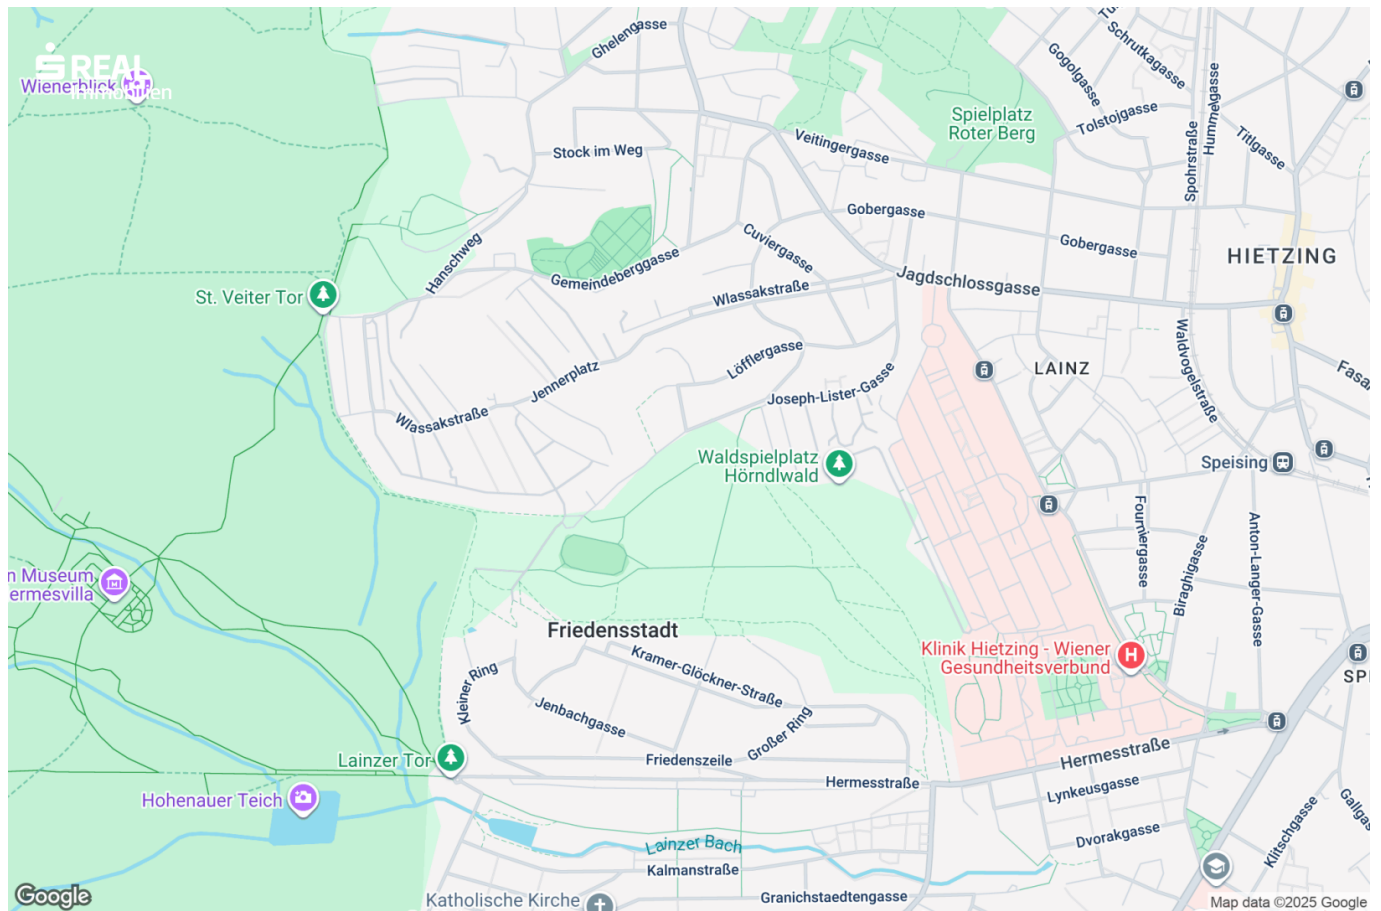 REAL
Immobilien
Wienerblick
Ghelengasse
Stock im Weg
Veitingergasse
Spielplatz
Roter Berg
Gogolgasse
Schrutkagasse
Tolstojgasse
Spohrstraße
Hummelgasse
Titlgasse
Gobergasse
Gobergasse
HIETZING
Cuviergasse
Hanschweg
Gemeindeberggasse
Wlassakstraße
Jagdschlossgasse
St. Veiter Tor
Löfflergasse
Jennerplatz
Wlassakstraße
Joseph-Lister-Gasse
LAINZ
Waldvogelstraße
Fasa
Waldspielplatz
Hörndlwald
Speising
Fourniergasse
Biraghigasse
Anton-Langer-Gasse
n Museum
ermesvilla
Friedensstadt
Kramer-Glöckner-Straße
Klinik Hietzing - Wiener
Gesundheitsverbund
SP
Kleiner Ring
Jenbachgasse
Großer Ring
Friedenszeile
Hermesstraße
Hermesstraße
Lainzer Tor
Hohenauer Teich
Lynkeusgasse
Dvorakgasse
Klitschgasse
Gallgas
Lainzer Bach
Kalmanstraße
Katholische Kirche
Granichstaedtengasse
Google
Map data ©2025 Google